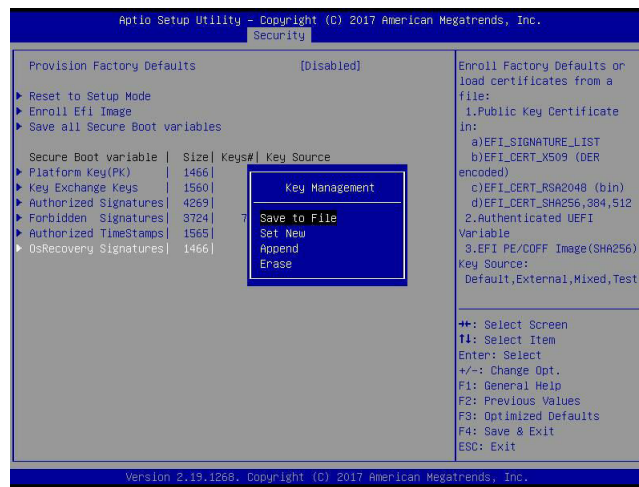 Aptio Setup Utility – Copyright (C) 2017 American Megatrends, Inc.
Security
Provision Factory Defaults [Disabled]
▶ Reset to Setup Mode
▶ Enroll Efi Image
▶ Save all Secure Boot variables
Secure Boot variable | Size| Keys#| Key Source
▶ Platform Key(PK) | 1466|
▶ Key Exchange Keys | 1560|
▶ Authorized Signatures| 4269|
▶ Forbidden Signatures| 3724| 7
▶ Authorized TimeStamps| 1565|
▶ OsRecovery Signatures| 1466|
Key Management
Save to File
Set New
Append
Erase
Enroll Factory Defaults or
load certificates from a
file:
1.Public Key Certificate
in:
a)EFI_SIGNATURE_LIST
b)EFI_CERT_X509 (DER
encoded)
c)EFI_CERT_RSA2048 (bin)
d)EFI_CERT_SHA256,384,512
2.Authenticated UEFI
Variable
3.EFI PE/COFF Image(SHA256)
Key Source:
Default,External,Mixed,Test
→←: Select Screen
↑↓: Select Item
Enter: Select
+/-: Change Opt.
F1: General Help
F2: Previous Values
F3: Optimized Defaults
F4: Save & Exit
ESC: Exit
Version 2.19.1268. Copyright (C) 2017 American Megatrends, Inc.